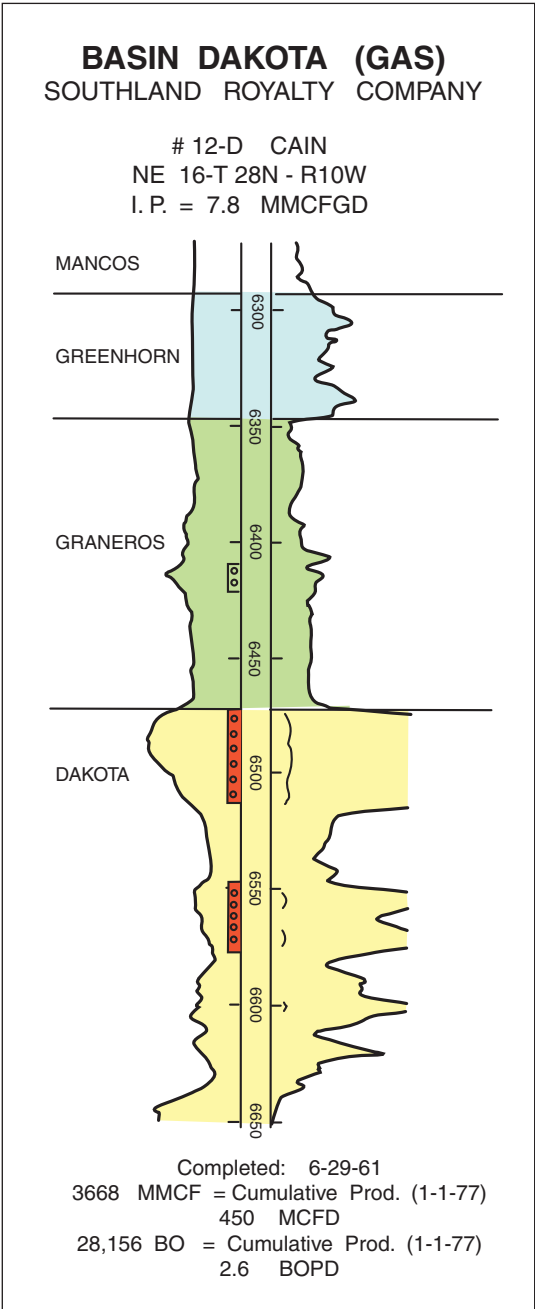 BASIN DAKOTA (GAS)
SOUTHLAND ROYALTY COMPANY
# 12-D CAIN
NE 16-T 28N - R10W
I. P. = 7.8 MMCFGD
MANCOS
6300
GREENHORN
6350
6400
GRANEROS
6450
DAKOTA
6500
6550
6600
6650
Completed: 6-29-61
3668 MMCF = Cumulative Prod. (1-1-77)
450 MCFD
28,156 BO = Cumulative Prod. (1-1-77)
2.6 BOPD